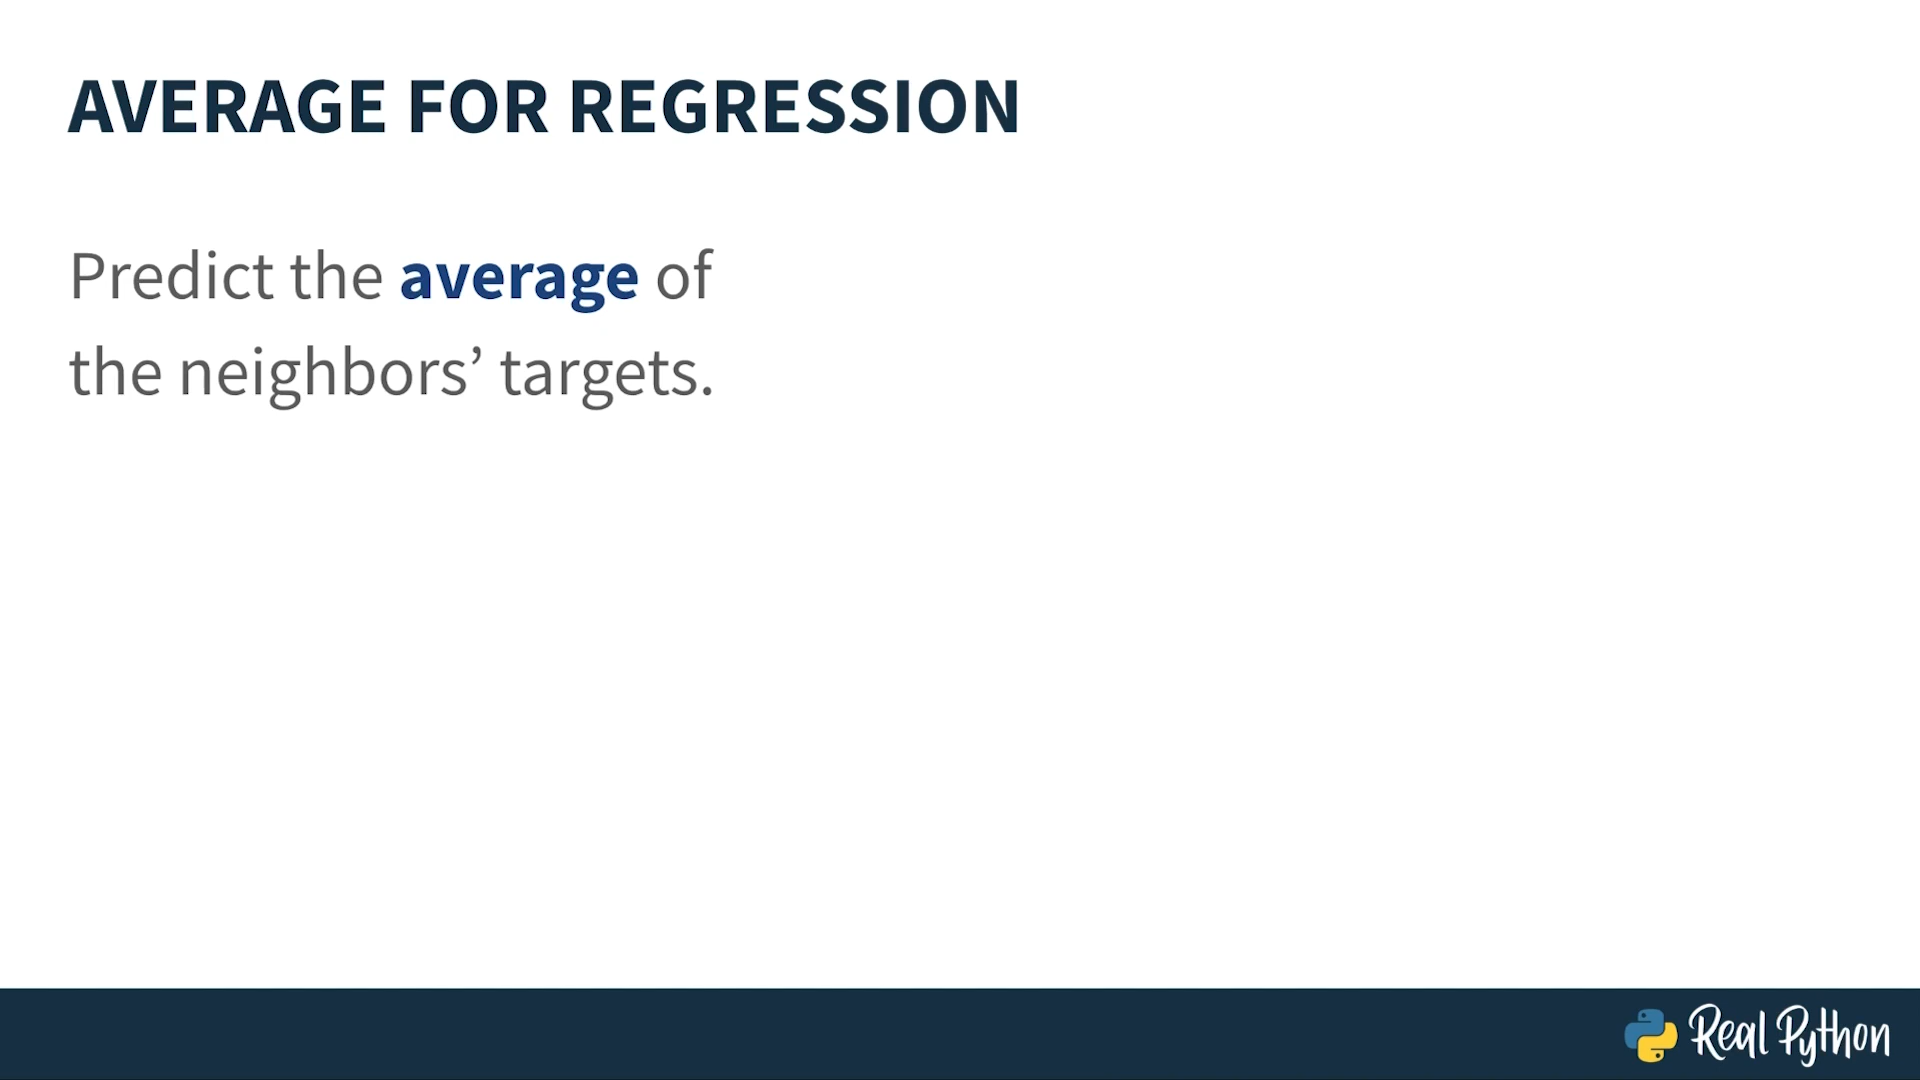 AVERAGE FOR REGRESSION
Predict the average of
the neighbors’ targets.
Real Python